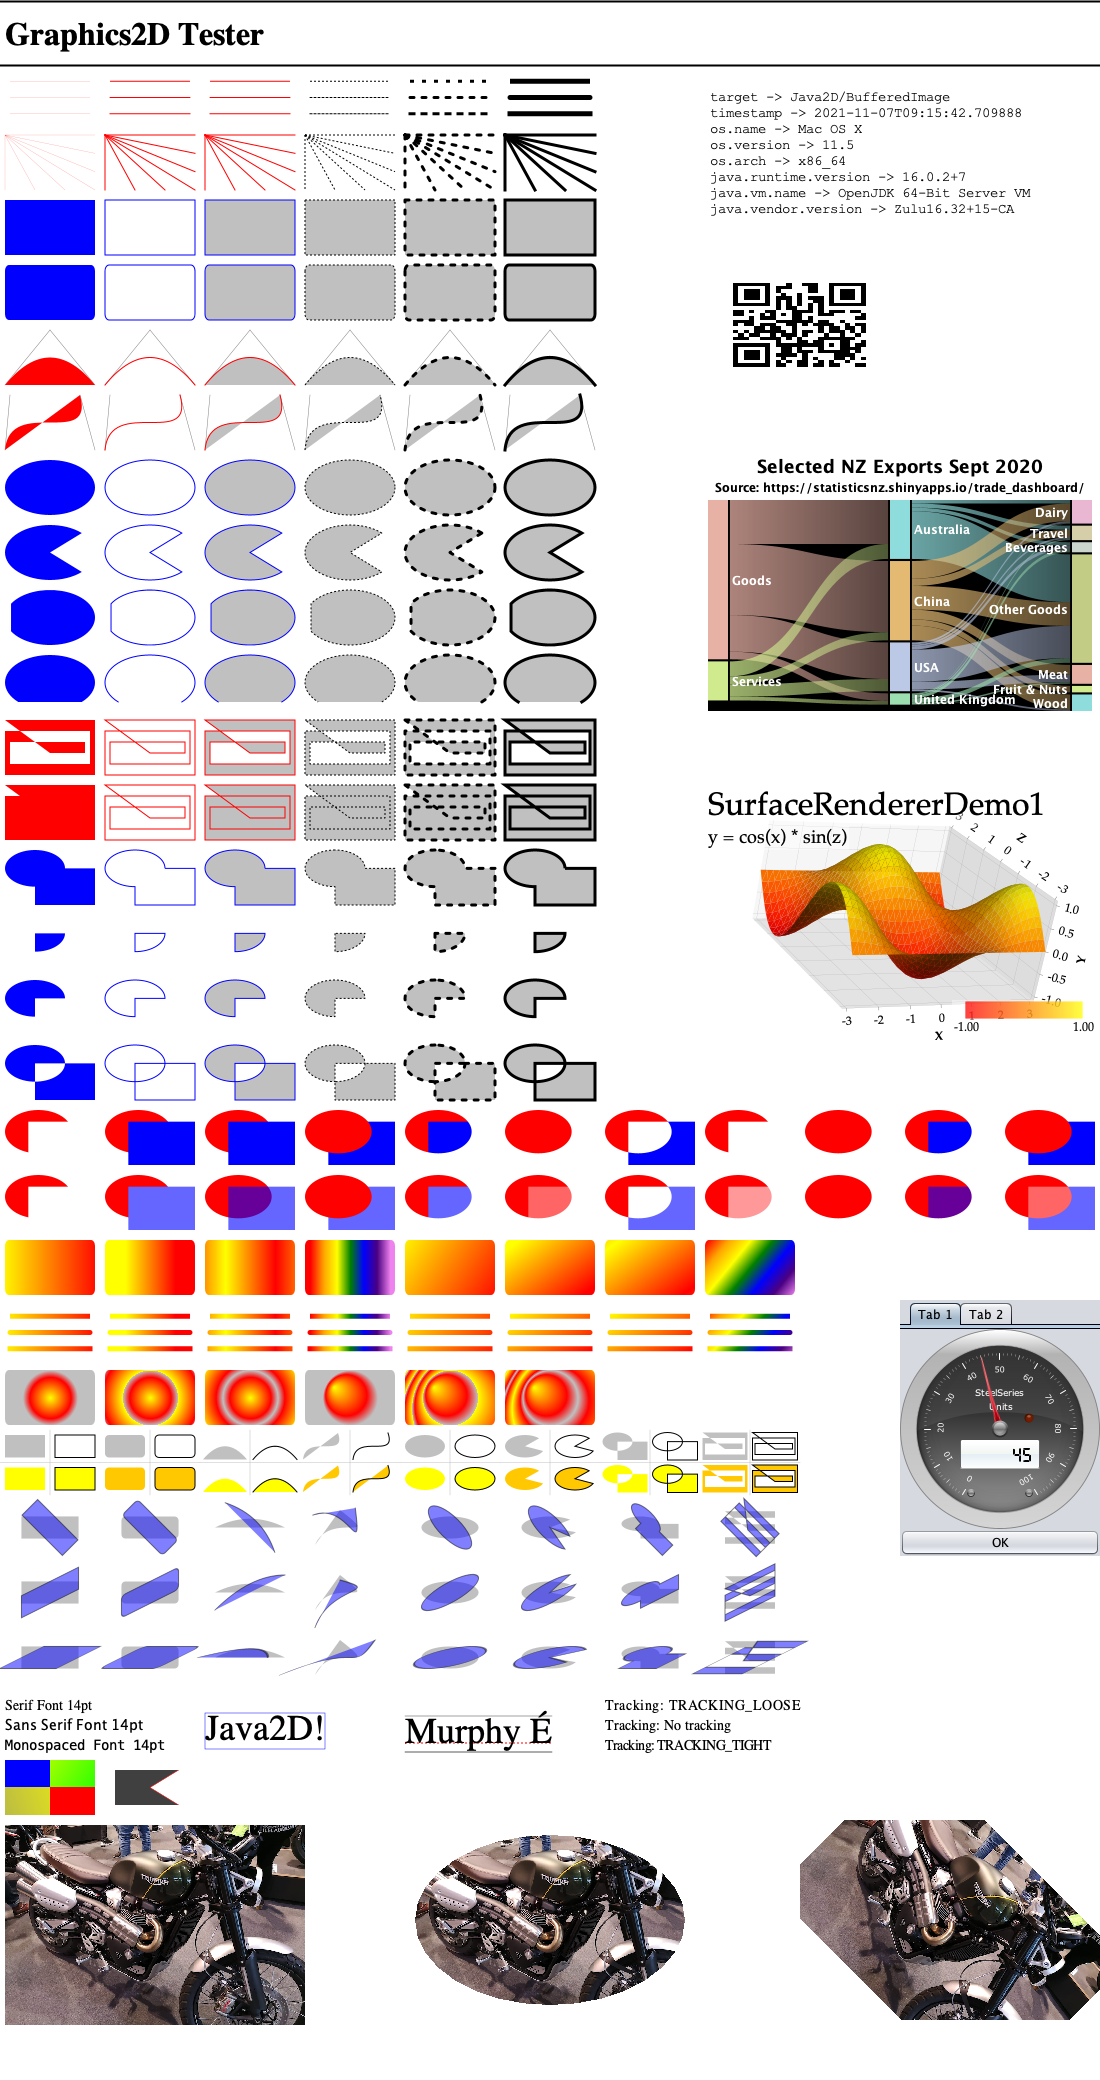 Graphics2D Tester
target -> Java2D/BufferedImage
timestamp -> 2021-11-07T09:15:42.709888
os.name -> Mac OS X
os.version -> 11.5
os.arch -> x86_64
java.runtime.version -> 16.0.2+7
java.vm.name -> OpenJDK 64-Bit Server VM
java.vendor.version -> Zulu16.32+15-CA
Selected NZ Exports Sept 2020
Source: https://statisticsnz.shinyapps.io/trade_dashboard/
Goods
Services
Australia
China
USA
United Kingdom
Dairy
Travel
Beverages
Other Goods
Meat
Fruit & Nuts
Wood
SurfaceRendererDemo1
y = cos(x) * sin(z)
3 2 1 0 -1 -2 -3
Z
1.0
0.5
0.0
-0.5
-1.0
Y
-3 -2 -1 0 1 2 3
X
-1.00 1.00
Tab 1 Tab 2
0 10 20 30 40 50 60 70 80 100
SteelSeries
Units
45
OK
Serif Font 14pt
Sans Serif Font 14pt
Monospaced Font 14pt
Java2D!
Murphy É
Tracking: TRACKING_LOOSE
Tracking: No tracking
Tracking: TRACKING_TIGHT
TRIUMPH
TRIUMPH
TRIUMPH